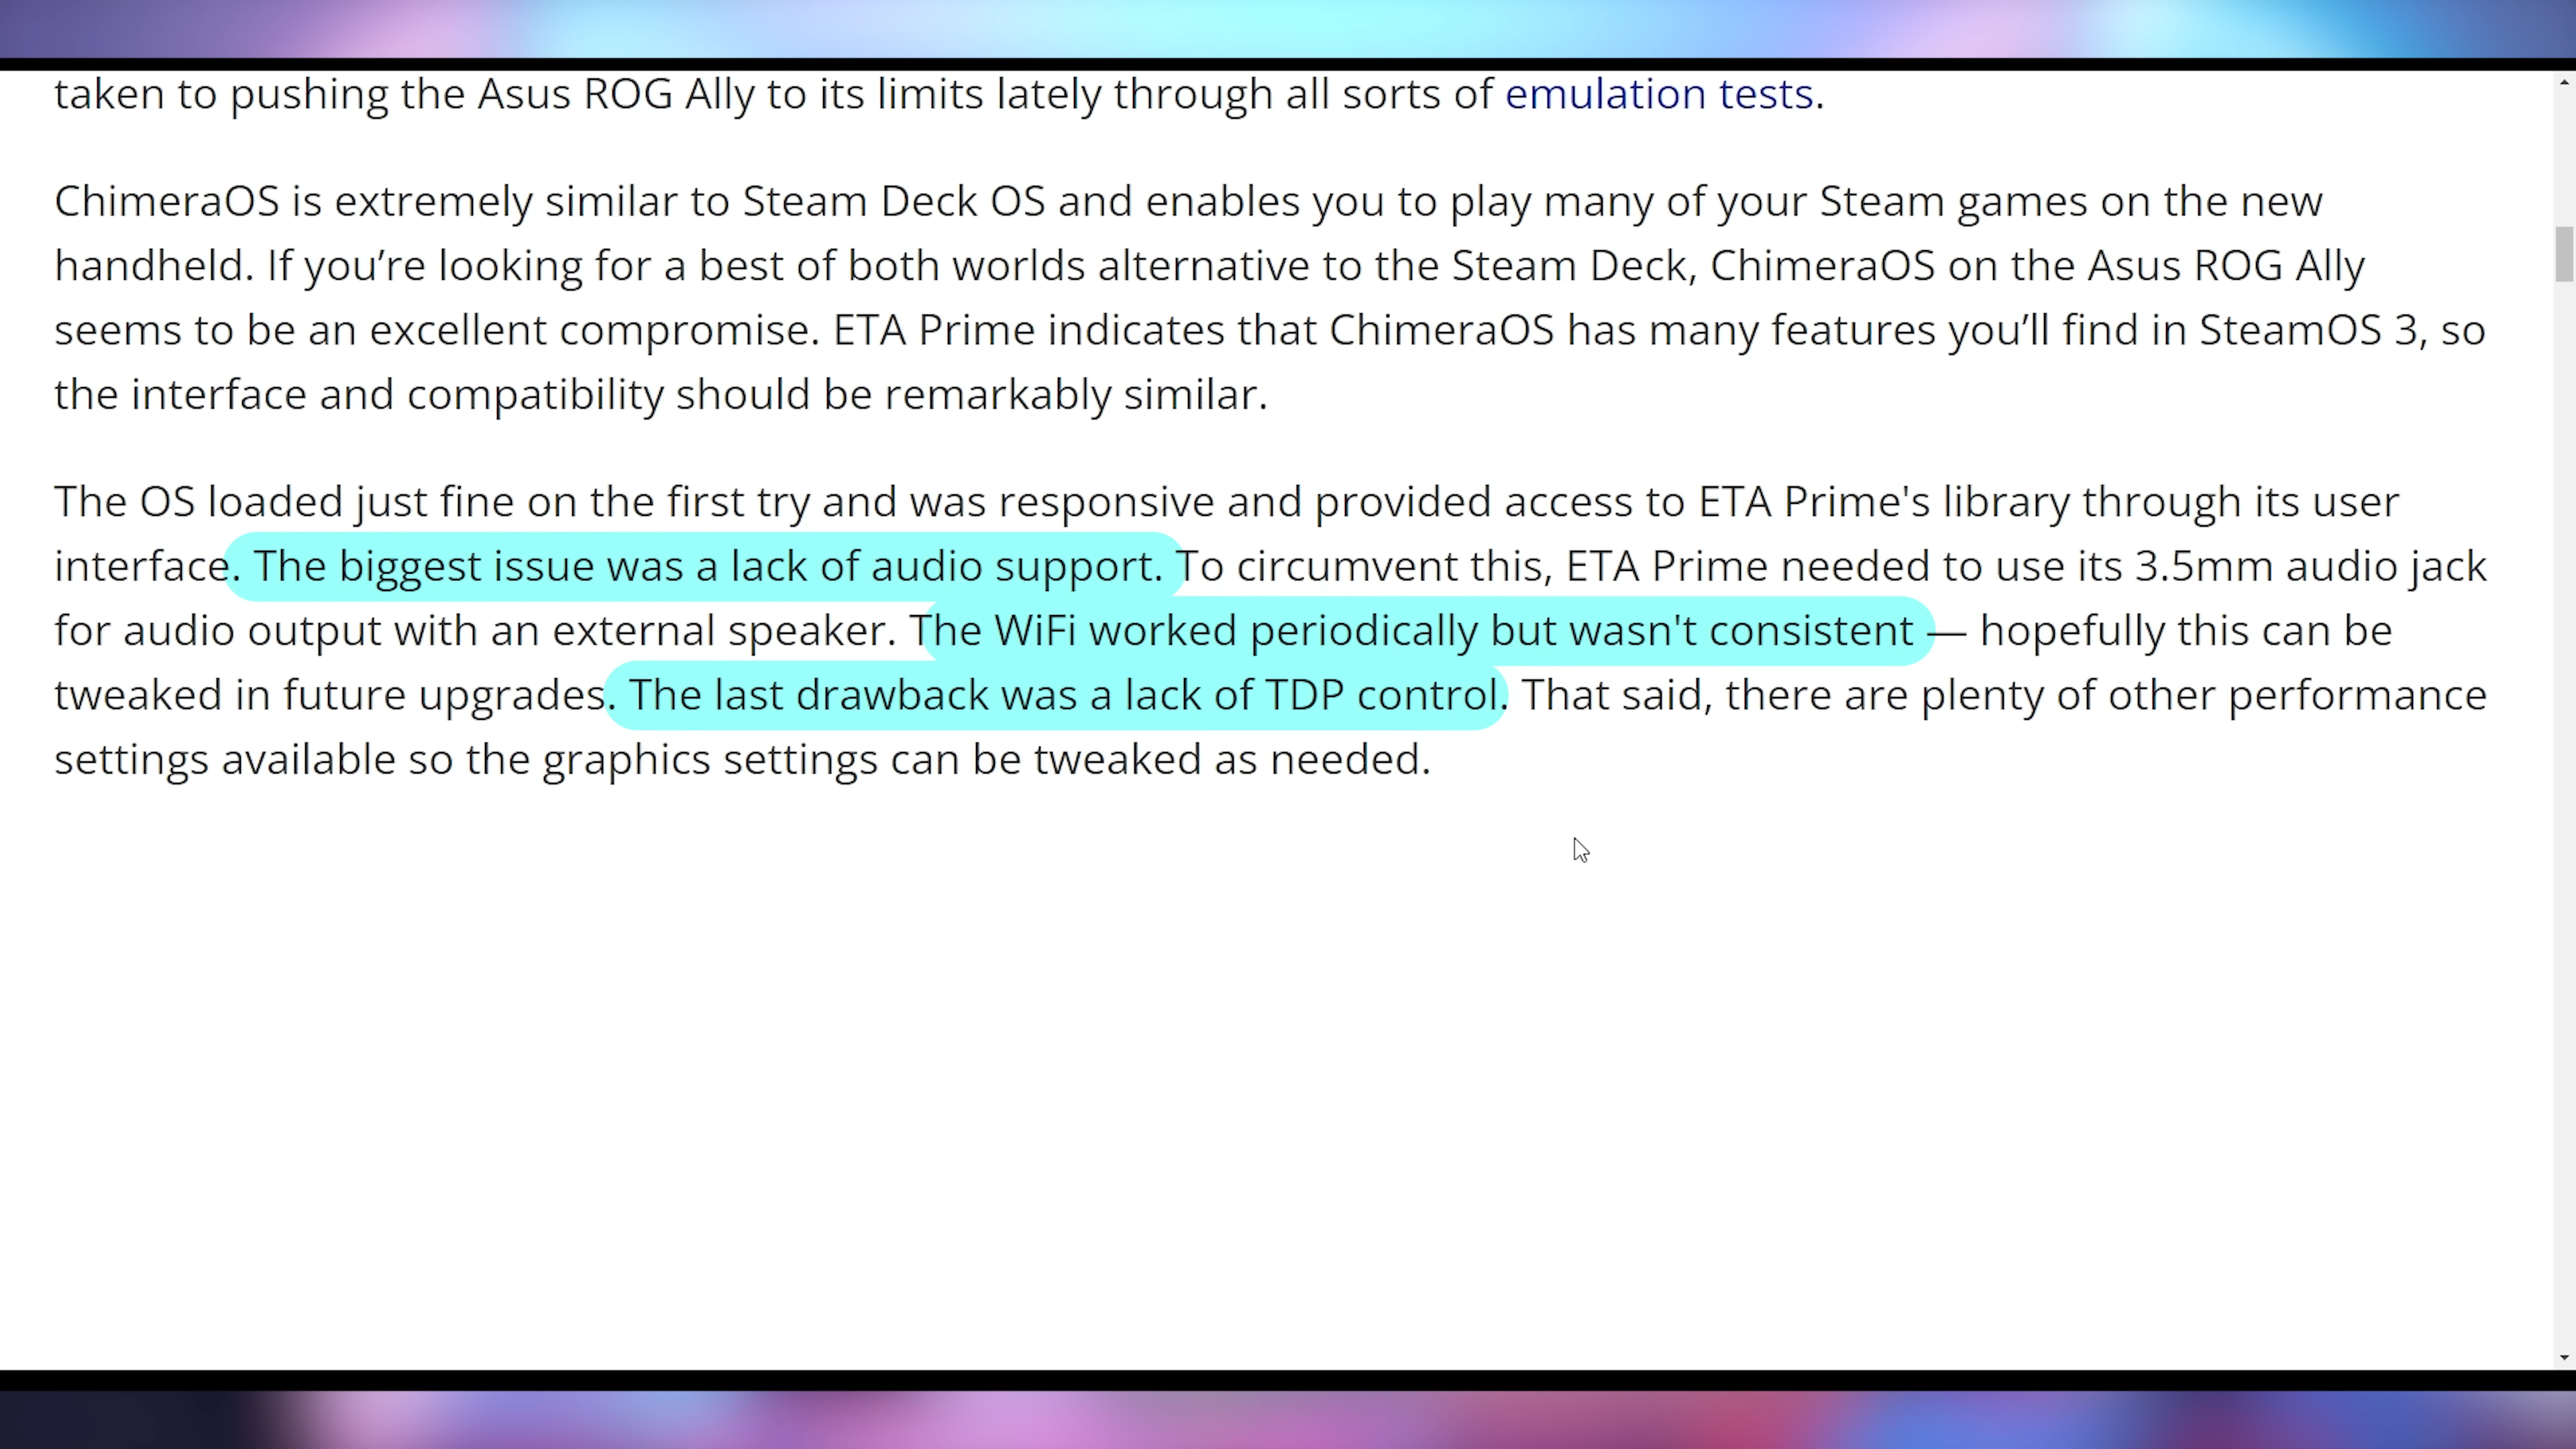 taken to pushing the Asus ROG Ally to its limits lately through all sorts of emulation tests.
ChimeraOS is extremely similar to Steam Deck OS and enables you to play many of your Steam games on the new
handheld. If you’re looking for a best of both worlds alternative to the Steam Deck, ChimeraOS on the Asus ROG Ally
seems to be an excellent compromise. ETA Prime indicates that ChimeraOS has many features you’ll find in SteamOS 3, so
the interface and compatibility should be remarkably similar.
The OS loaded just fine on the first try and was responsive and provided access to ETA Prime's library through its user
interface. The biggest issue was a lack of audio support. To circumvent this, ETA Prime needed to use its 3.5mm audio jack
for audio output with an external speaker. The WiFi worked periodically but wasn't consistent — hopefully this can be
tweaked in future upgrades. The last drawback was a lack of TDP control. That said, there are plenty of other performance
settings available so the graphics settings can be tweaked as needed.